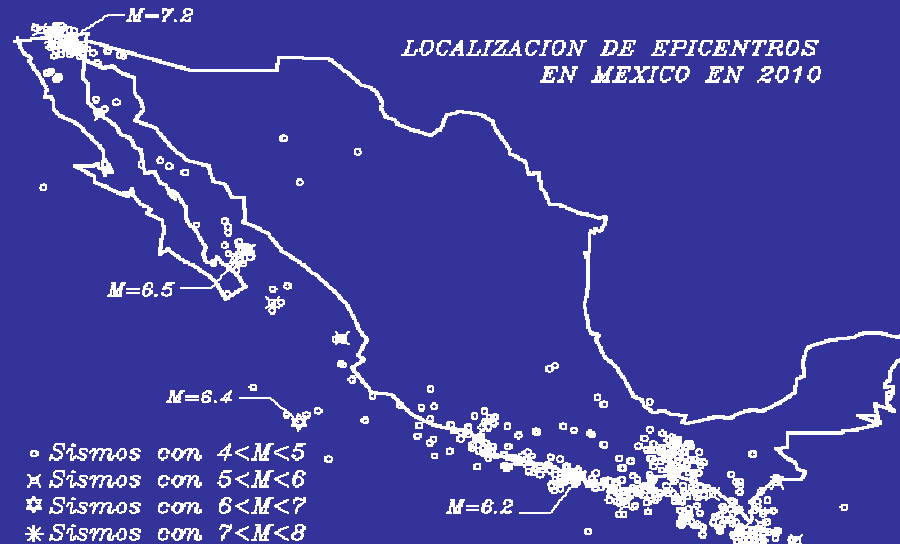 M=7.2
LOCALIZACION DE EPICENTROS
EN MEXICO EN 2010
M=6.5
M=6.4
Sismos con 4<M<5
Sismos con 5<M<6
Sismos con 6<M<7
Sismos con 7<M<8
M=6.2